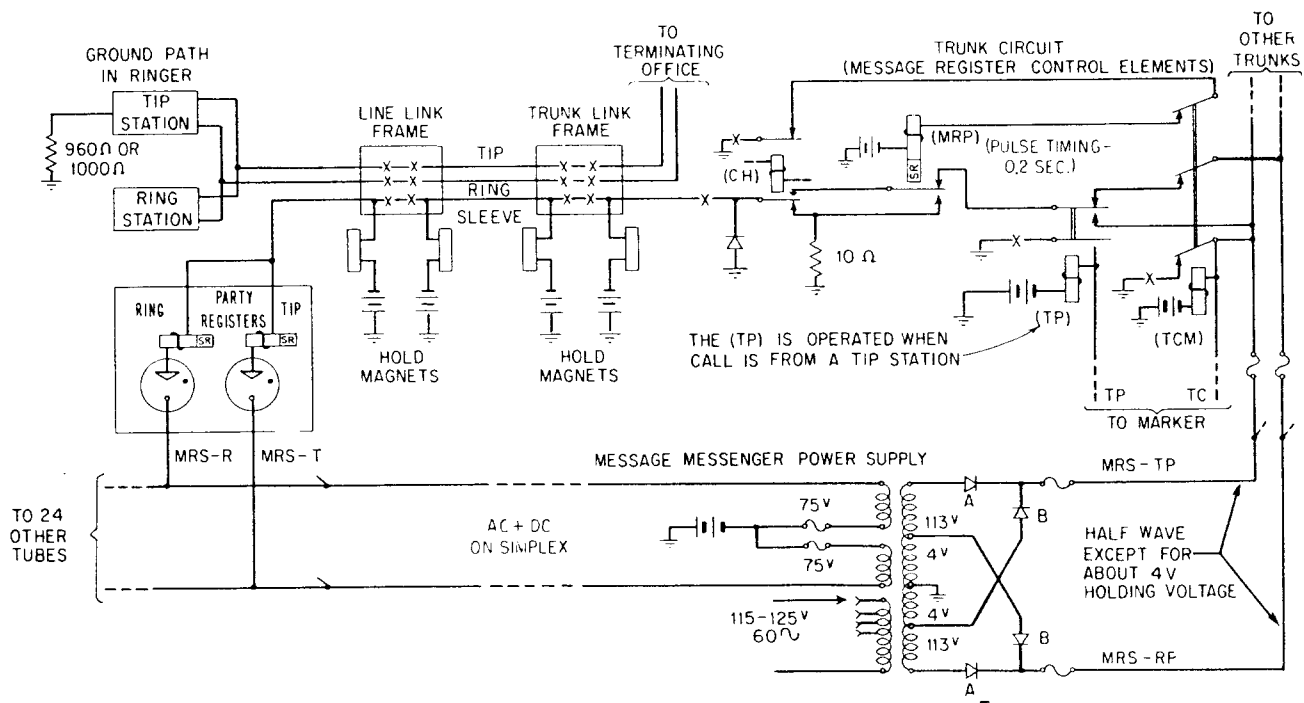 GROUND PATH
IN RINGER
TIP
STATION
960Ω OR
1000Ω
RING
STATION
LINE LINK
FRAME
TIP
RING
SLEEVE
TRUNK LINK
FRAME
TO
TERMINATING
OFFICE
HOLD
MAGNETS
HOLD
MAGNETS
TRUNK CIRCUIT
(MESSAGE REGISTER CONTROL ELEMENTS)
TO
OTHER
TRUNKS
(CH)
(MRP)
SR
(PULSE TIMING-
0.2 SEC.)
10 Ω
(TP)
(TCM)
THE (TP) IS OPERATED WHEN
CALL IS FROM A TIP STATION
TP
TC
TO MARKER
RING
PARTY
REGISTERS
TIP
SR
SR
MRS-R
MRS-T
TO 24
OTHER
TUBES
AC + DC
ON SIMPLEX
MESSAGE MESSENGER POWER SUPPLY
75V
75V
115-125V
60~
113V
4V
4V
113V
A
B
B
A
MRS-TP
MRS-RP
HALF WAVE
EXCEPT FOR
ABOUT 4V
HOLDING VOLTAGE